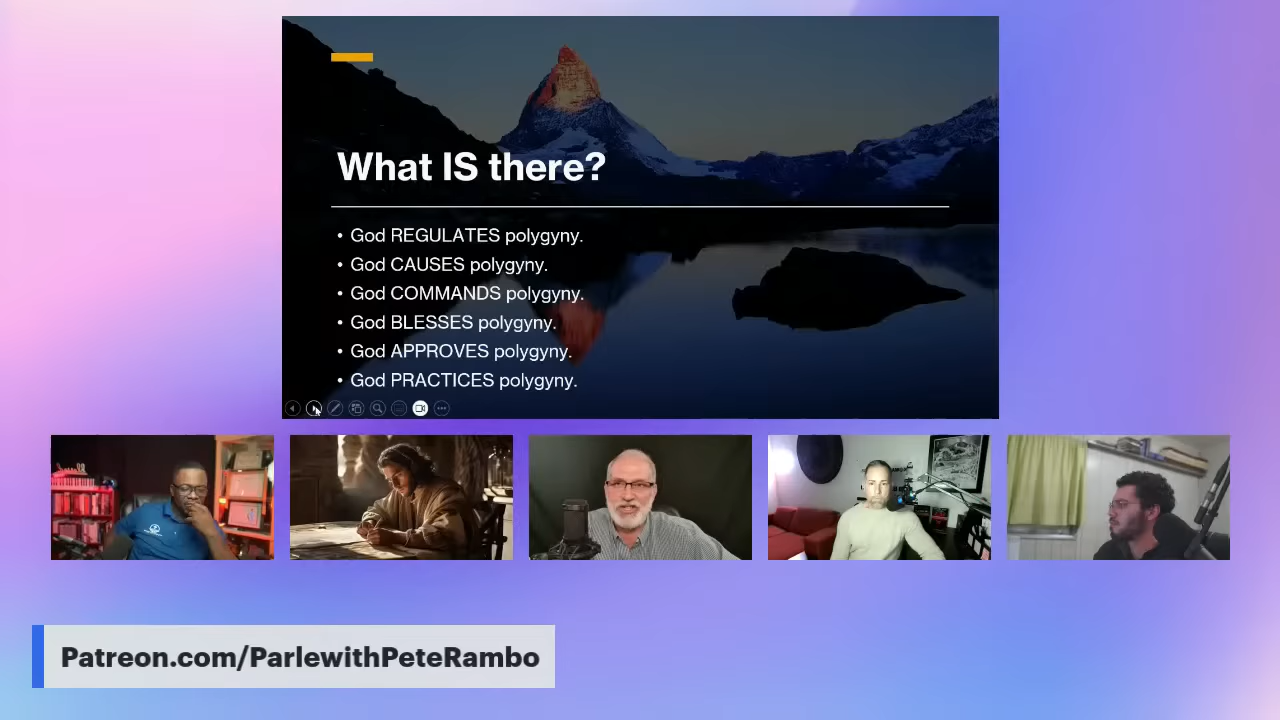 What IS there?
• God REGULATES polygyny.
• God CAUSES polygyny.
• God COMMANDS polygyny.
• God BLESSES polygyny.
• God APPROVES polygyny.
• God PRACTICES polygyny.
Patreon.com/ParlewithPeteRambo